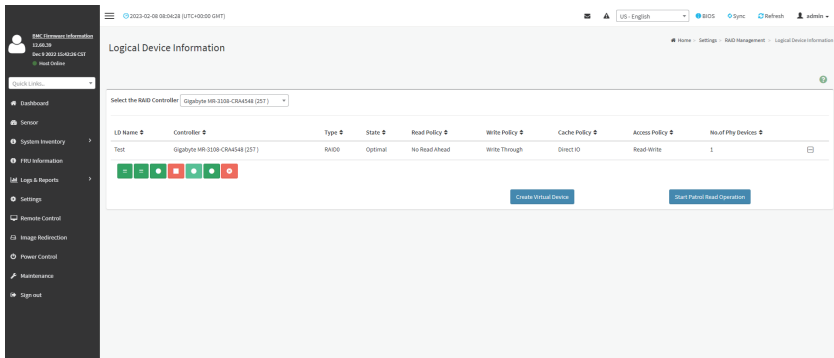 2023-02-08 08:04:28 (UTC+00:00 GMT)
US - English
BIOS
Sync
Refresh
admin
BMC Firmware Information
12.60.39
Dec 9 2022 15:42:26 CST
Host Online
Quick Links...
Dashboard
Sensor
System Inventory
FRU Information
Logs & Reports
Settings
Remote Control
Image Redirection
Power Control
Maintenance
Sign out
Logical Device Information
Home > Settings > RAID Management > Logical Device Information
Select the RAID Controller Gigabyte MR-3108-CRA4548 (257 )
LD Name Controller Type State Read Policy Write Policy Cache Policy Access Policy No.of Phy Devices
Test Gigabyte MR-3108-CRA4548 (257 ) RAID0 Optimal No Read Ahead Write Through Direct IO Read-Write 1
Create Virtual Device
Start Patrol Read Operation